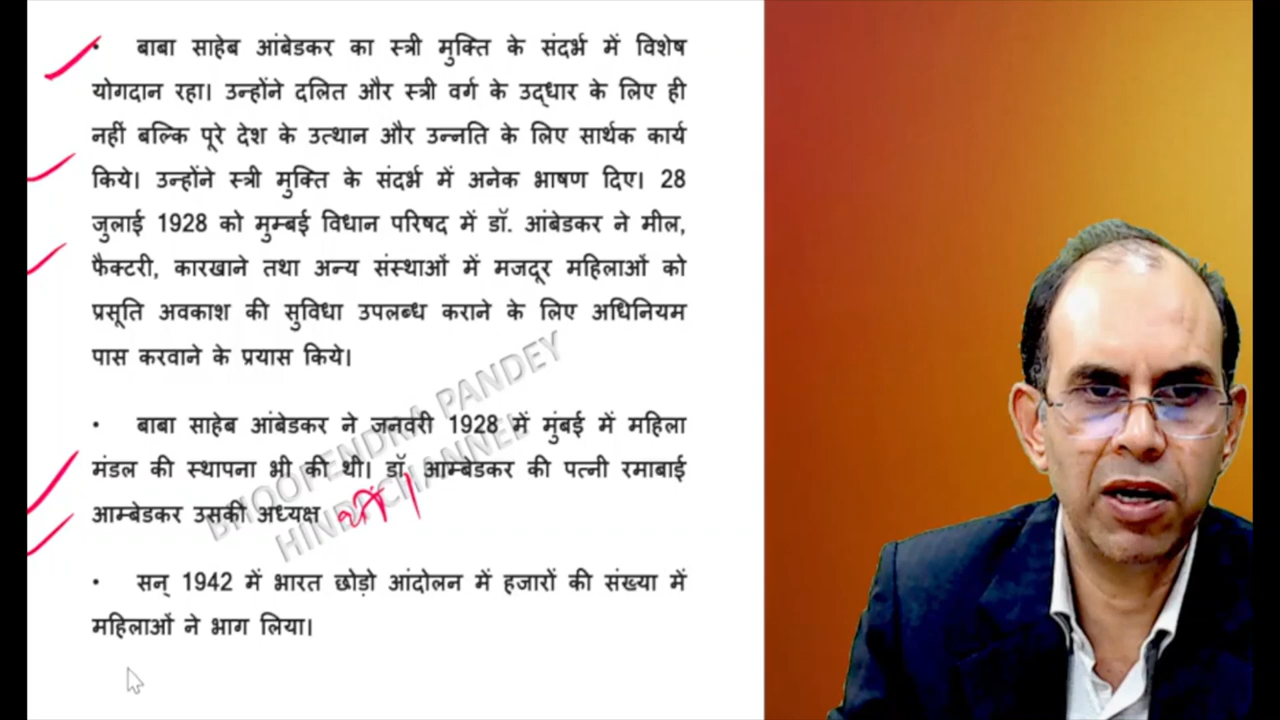 • बाबा साहेब आंबेडकर का स्त्री मुक्ति के संदर्भ में विशेष
योगदान रहा। उन्होंने दलित और स्त्री वर्ग के उद्धार के लिए ही
नहीं बल्कि पूरे देश के उत्थान और उन्नति के लिए सार्थक कार्य
किये। उन्होंने स्त्री मुक्ति के संदर्भ में अनेक भाषण दिए। 28
जुलाई 1928 को मुम्बई विधान परिषद में डॉ. आंबेडकर ने मील,
फैक्टरी, कारखाने तथा अन्य संस्थाओं में मजदूर महिलाओं को
प्रसूति अवकाश की सुविधा उपलब्ध कराने के लिए अधिनियम
पास करवाने के प्रयास किये।
• बाबा साहेब आंबेडकर ने जनवरी 1928 में मुंबई में महिला
मंडल की स्थापना भी की थी। डॉ. आम्बेडकर की पत्नी रमाबाई
आम्बेडकर उसकी अध्यक्ष थीं।
• सन् 1942 में भारत छोड़ो आंदोलन में हजारों की संख्या में
महिलाओं ने भाग लिया।
BHOOPENDRA PANDEY
HINDI CHANNEL